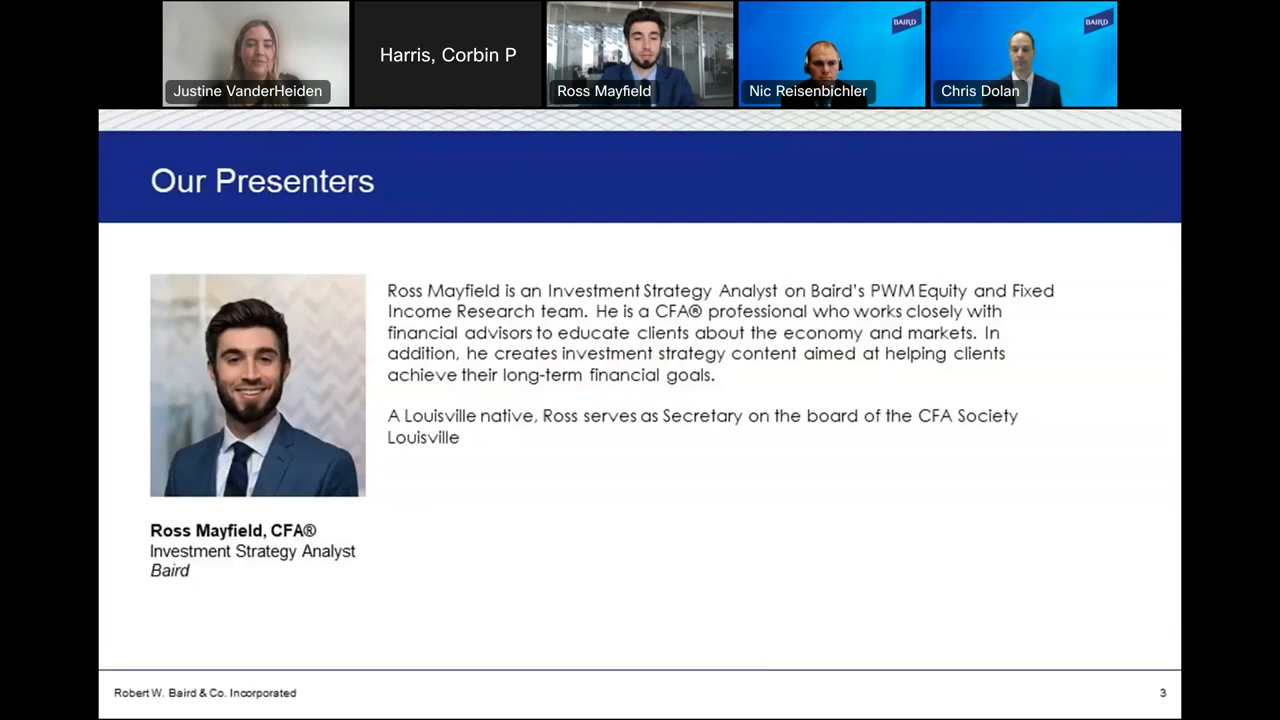 BAIRD
BAIRD
Justine VanderHeiden
Harris, Corbin P
Ross Mayfield
Nic Reisenbichler
Chris Dolan
Our Presenters
Ross Mayfield is an Investment Strategy Analyst on Baird's PWM Equity and Fixed
Income Research team. He is a CFA® professional who works closely with
financial advisors to educate clients about the economy and markets. In
addition, he creates investment strategy content aimed at helping clients
achieve their long-term financial goals.
A Louisville native, Ross serves as Secretary on the board of the CFA Society
Louisville
Ross Mayfield, CFA®
Investment Strategy Analyst
Baird
Robert W. Baird & Co. Incorporated
3